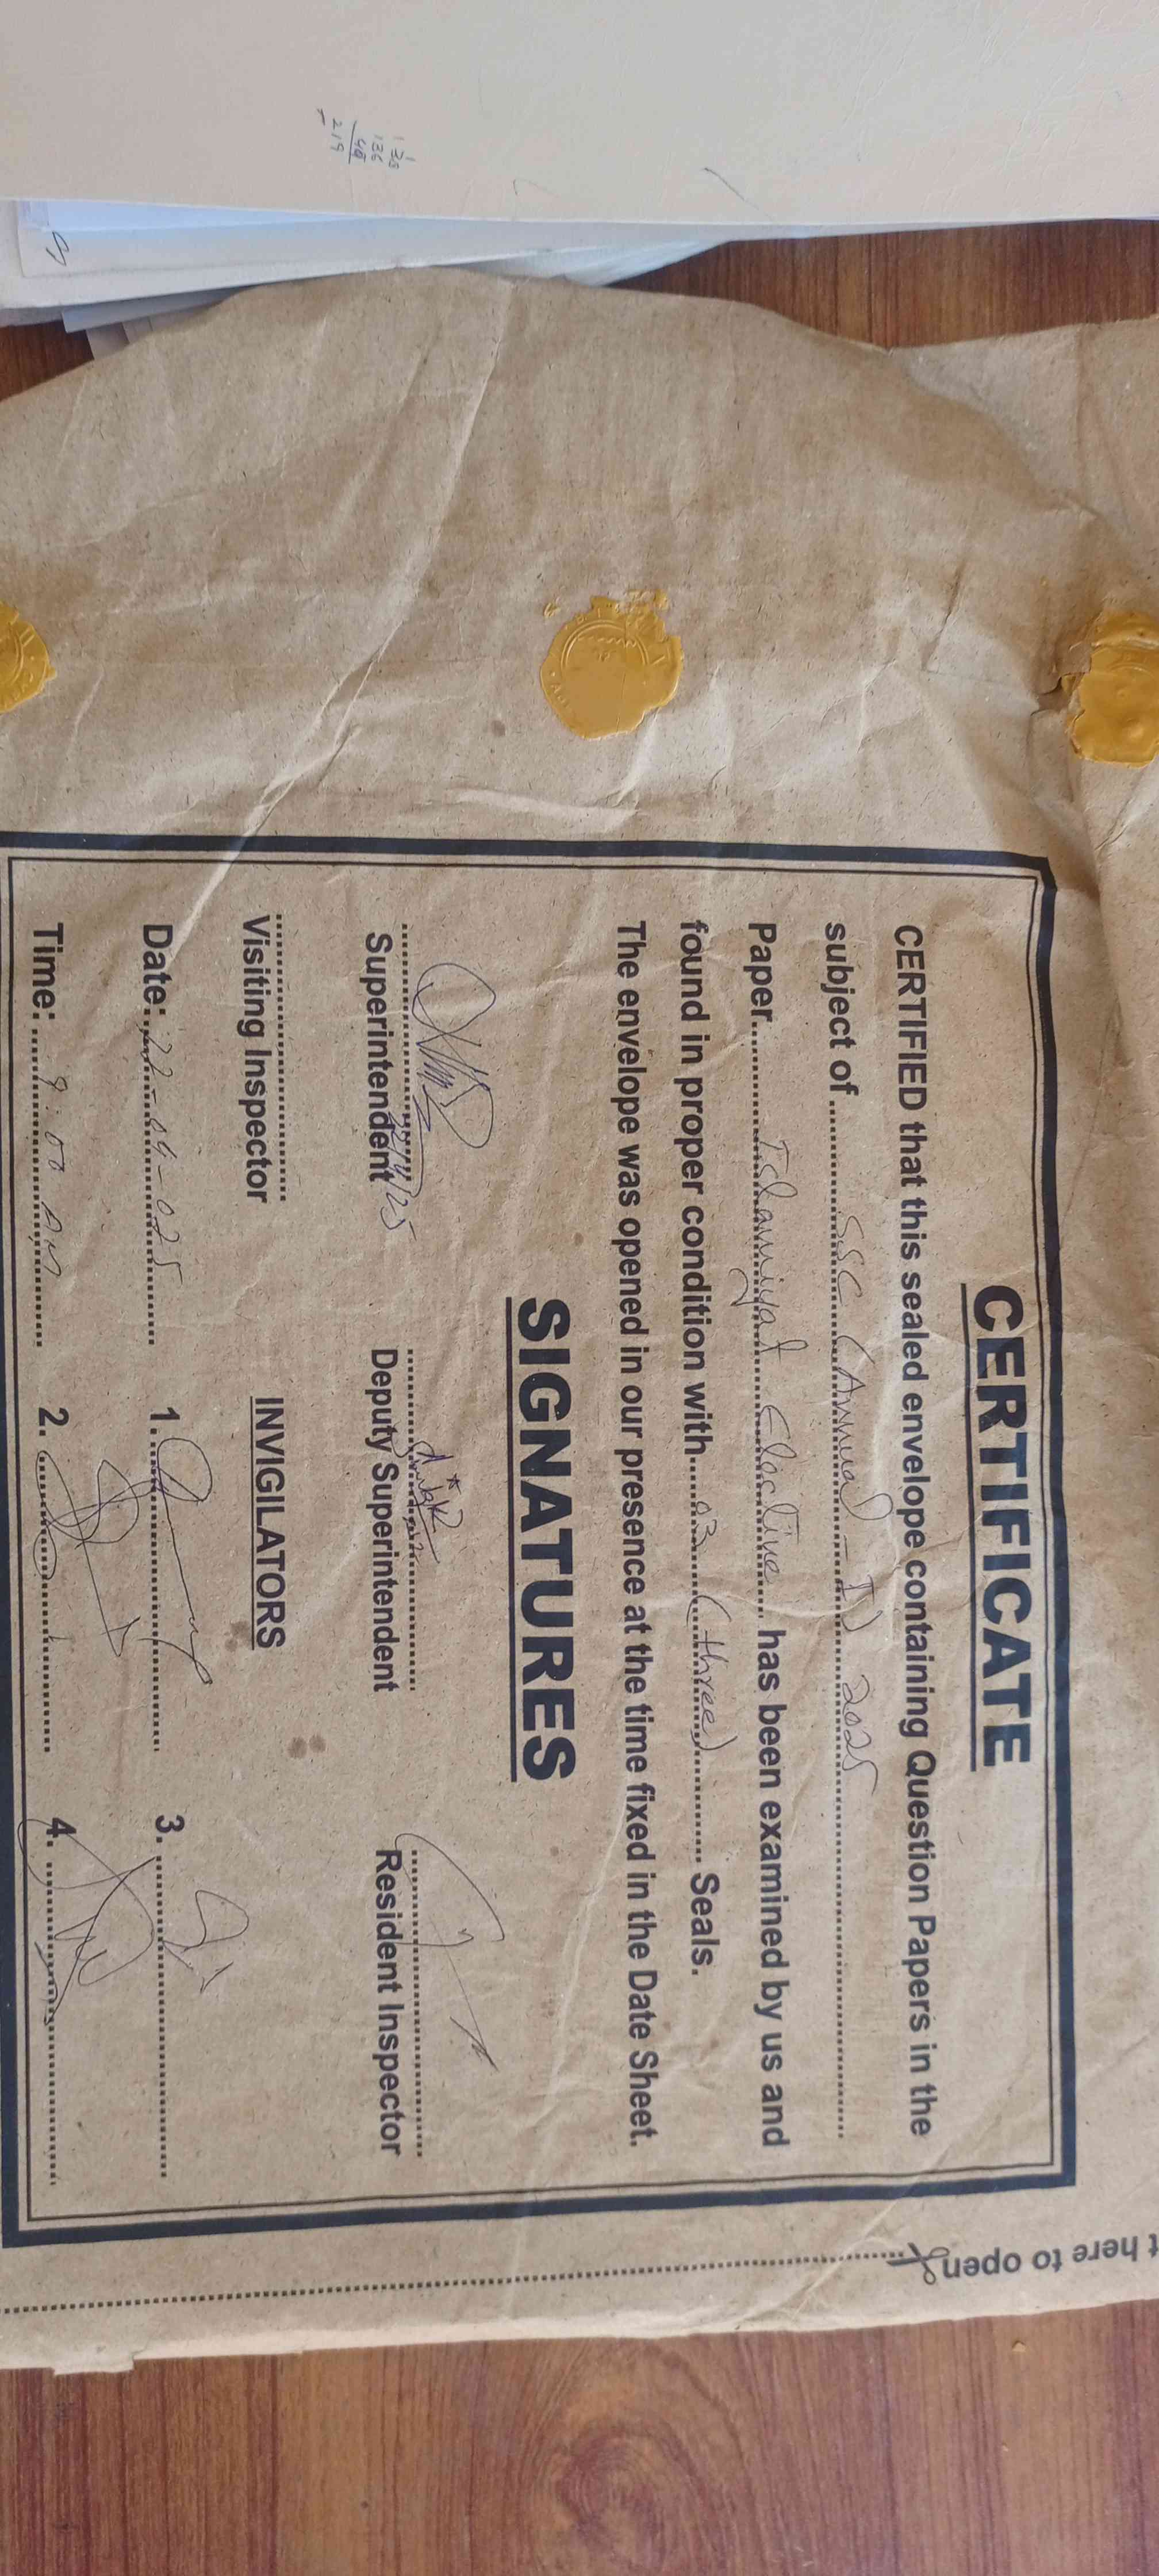 CERTIFICATE
CERTIFIED that this sealed envelope containing Question Papers in the
subject of SSC (Annual - I) 2025
Paper Islamiyat Elective has been examined by us and
found in proper condition with 03 (three) Seals.
The envelope was opened in our presence at the time fixed in the Date Sheet.
SIGNATURES
Superintendent Deputy Superintendent Resident Inspector
Visiting Inspector INVIGILATORS
Date: 22-04-025 1. 3.
Time: 9:00 AM 2. 4.
t here to open
136
219